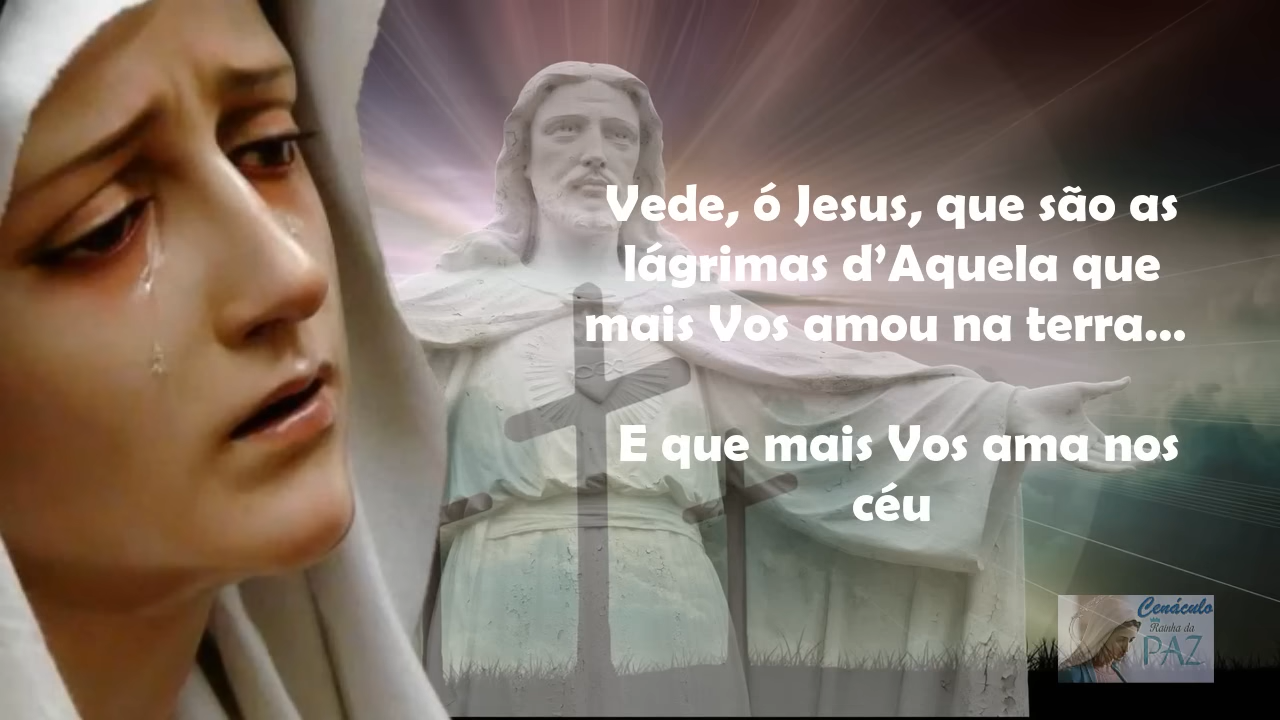 Vede, ó Jesus, que são as
lágrimas d’Aquela que
mais Vos amou na terra...
E que mais Vos ama nos
céu
Cenáculo
Rainha da
PAZ